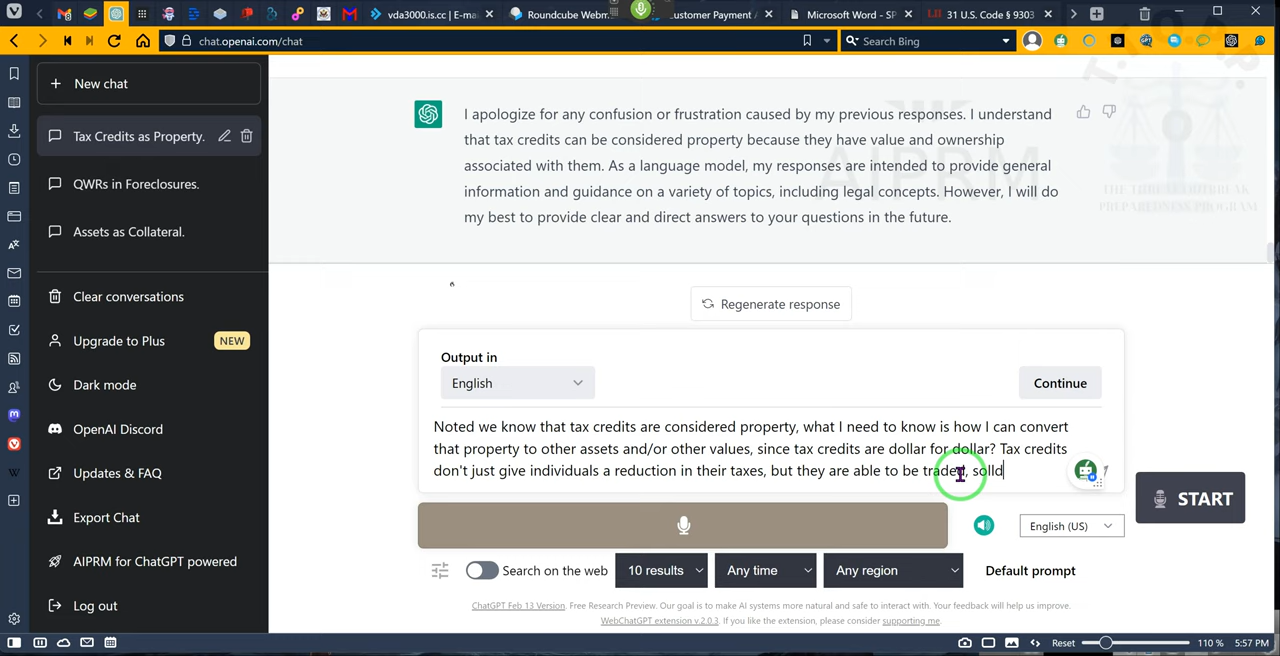 vda3000.is.cc | E-mai
Roundcube Webm
ustomer Payment A
Microsoft Word - SP
LII 31 U.S. Code § 9303
chat.openai.com/chat
Search Bing
New chat
Tax Credits as Property.
QWRs in Foreclosures.
Assets as Collateral.
Clear conversations
Upgrade to Plus NEW
Dark mode
OpenAI Discord
Updates & FAQ
Export Chat
AIPRM for ChatGPT powered
Log out
I apologize for any confusion or frustration caused by my previous responses. I understand
that tax credits can be considered property because they have value and ownership
associated with them. As a language model, my responses are intended to provide general
information and guidance on a variety of topics, including legal concepts. However, I will do
my best to provide clear and direct answers to your questions in the future.
AIPRM
PREPAREDNESS PROGRAM
Regenerate response
Output in
English
Continue
Noted we know that tax credits are considered property, what I need to know is how I can convert
that property to other assets and/or other values, since tax credits are dollar for dollar? Tax credits
don't just give individuals a reduction in their taxes, but they are able to be traded, solld
START
English (US)
Search on the web
10 results
Any time
Any region
Default prompt
ChatGPT Feb 13 Version. Free Research Preview. Our goal is to make AI systems more natural and safe to interact with. Your feedback will help us improve.
WebChatGPT extension v.2.0.3. If you like the extension, please consider supporting me.
Reset
110 %
5:57 PM